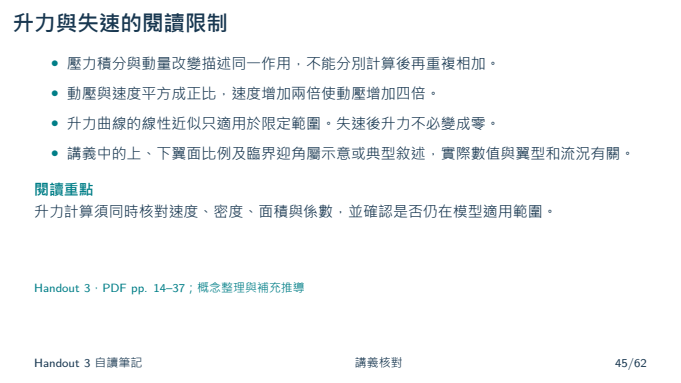 升力與失速的閱讀限制
• 壓力積分與動量改變描述同一作用，不能分別計算後再重複相加。
• 動壓與速度平方成正比，速度增加兩倍使動壓增加四倍。
• 升力曲線的線性近似只適用於限定範圍。失速後升力不必變成零。
• 講義中的上、下翼面比例及臨界迎角屬示意或典型敘述，實際數值與翼型和流況有關。
閱讀重點
升力計算須同時核對速度、密度、面積與係數，並確認是否仍在模型適用範圍。
Handout 3 · PDF pp. 14–37；概念整理與補充推導
Handout 3 自讀筆記 講義核對 45/62